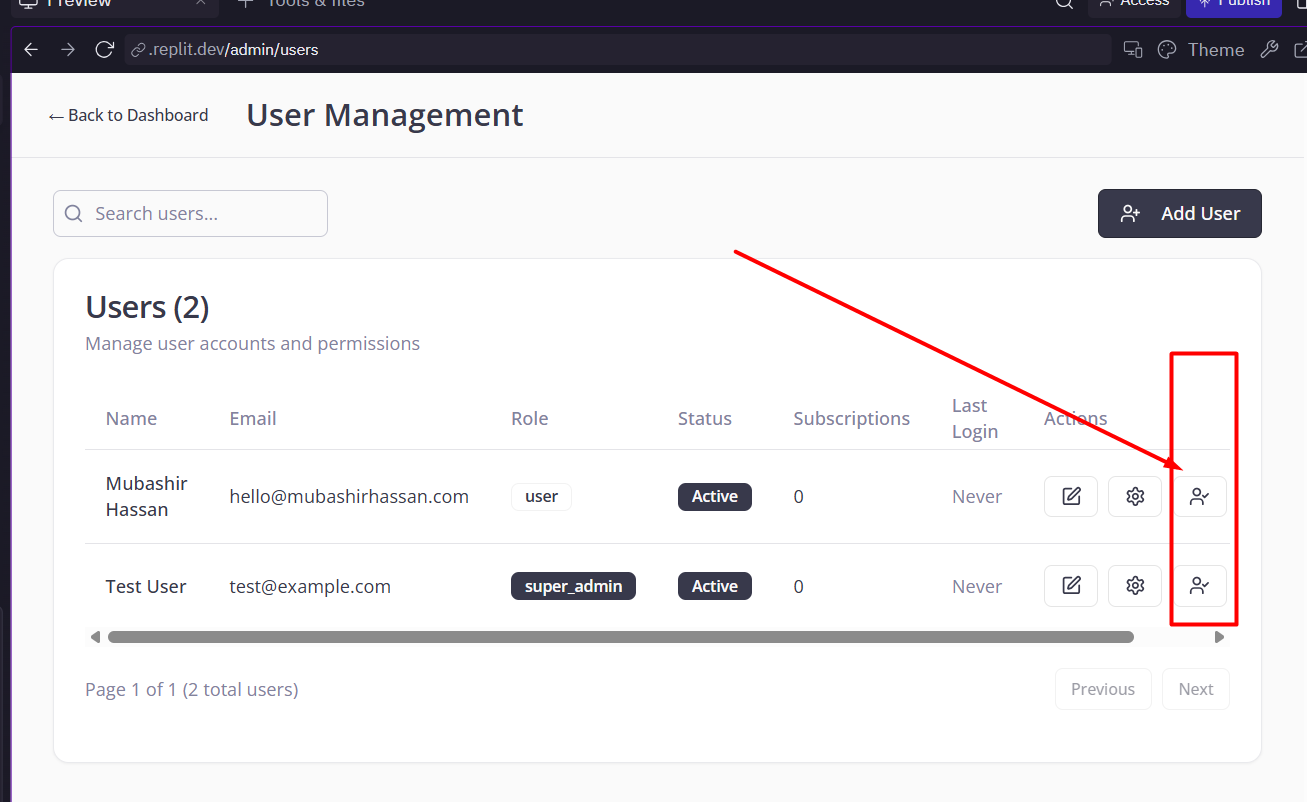 Preview
Tools & files
Access
Publish
.replit.dev/admin/users
Theme
← Back to Dashboard
User Management
Search users...
Add User
Users (2)
Manage user accounts and permissions
Name Email Role Status Subscriptions Last Login Actions
Mubashir Hassan hello@mubashirhassan.com user Active 0 Never
Test User test@example.com super_admin Active 0 Never
Page 1 of 1 (2 total users)
Previous
Next